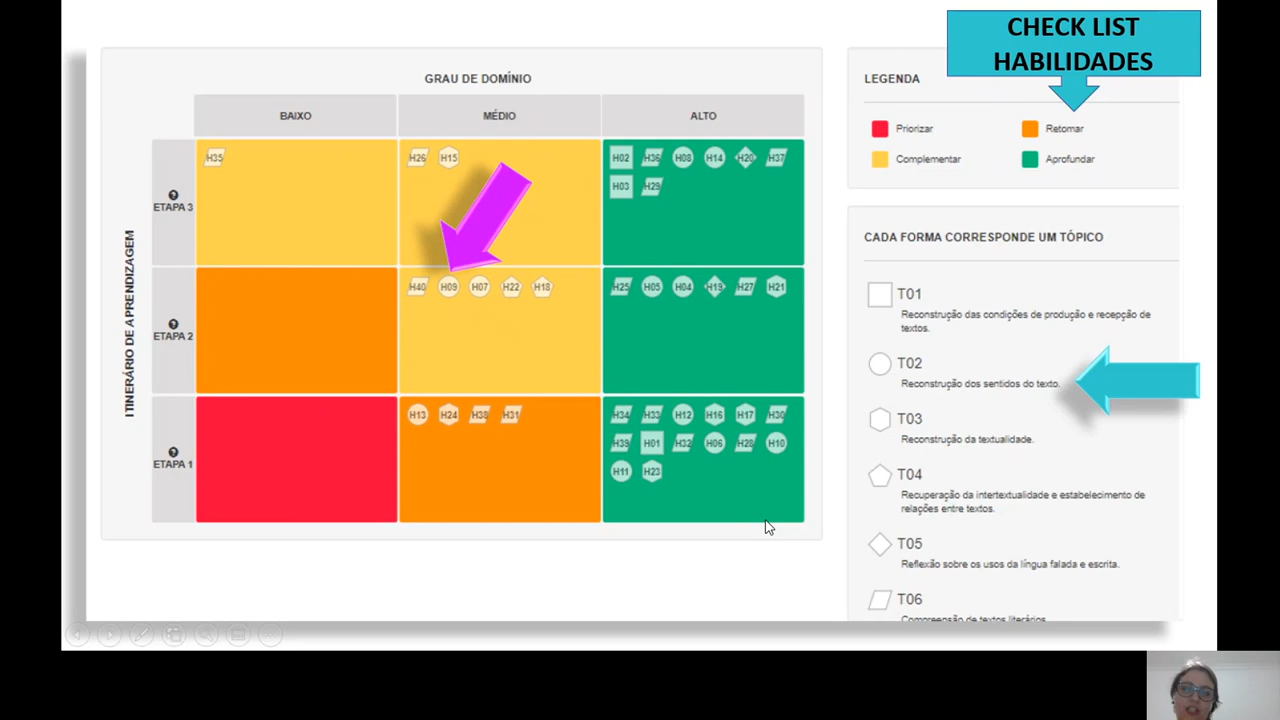 CHECK LIST
HABILIDADES
GRAU DE DOMÍNIO
BAIXO
MÉDIO
ALTO
ITINERÁRIO DE APRENDIZAGEM
ETAPA 3
H35
H26 H15
H02 H36 H08 H14 H20 H37
H03 H29
ETAPA 2
H40 H09 H07 H22 H18
H25 H05 H04 H19 H27 H21
ETAPA 1
H13 H24 H38 H31
H34 H33 H12 H16 H17 H30
H39 H01 H32 H06 H28 H10
H11 H23
LEGENDA
Priorizar
Retomar
Complementar
Aprofundar
CADA FORMA CORRESPONDE UM TÓPICO
T01
Reconstrução das condições de produção e recepção de
textos.
T02
Reconstrução dos sentidos do texto.
T03
Reconstrução da textualidade.
T04
Recuperação da intertextualidade e estabelecimento de
relações entre textos.
T05
Reflexão sobre os usos da língua falada e escrita.
T06
Compreensão de textos literários